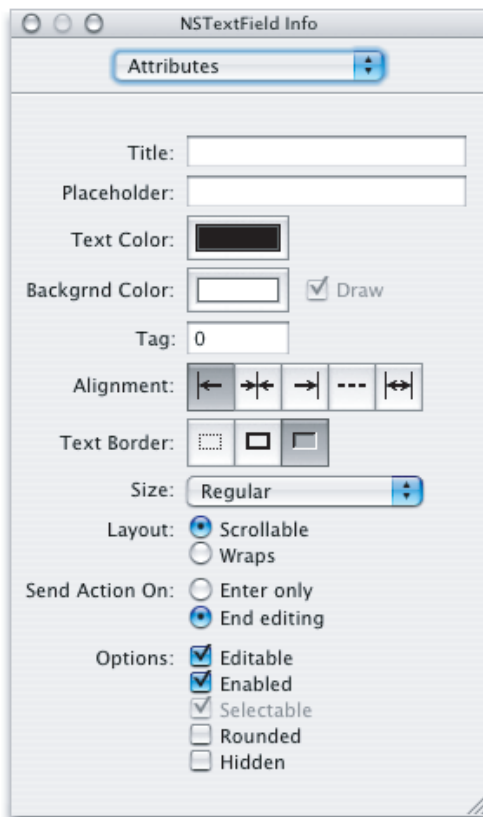 NSTextField Info
Attributes
Title:
Placeholder:
Text Color:
Backgrnd Color: Draw
Tag: 0
Alignment:
Text Border:
Size: Regular
Layout: Scrollable
Wraps
Send Action On: Enter only
End editing
Options: Editable
Enabled
Selectable
Rounded
Hidden